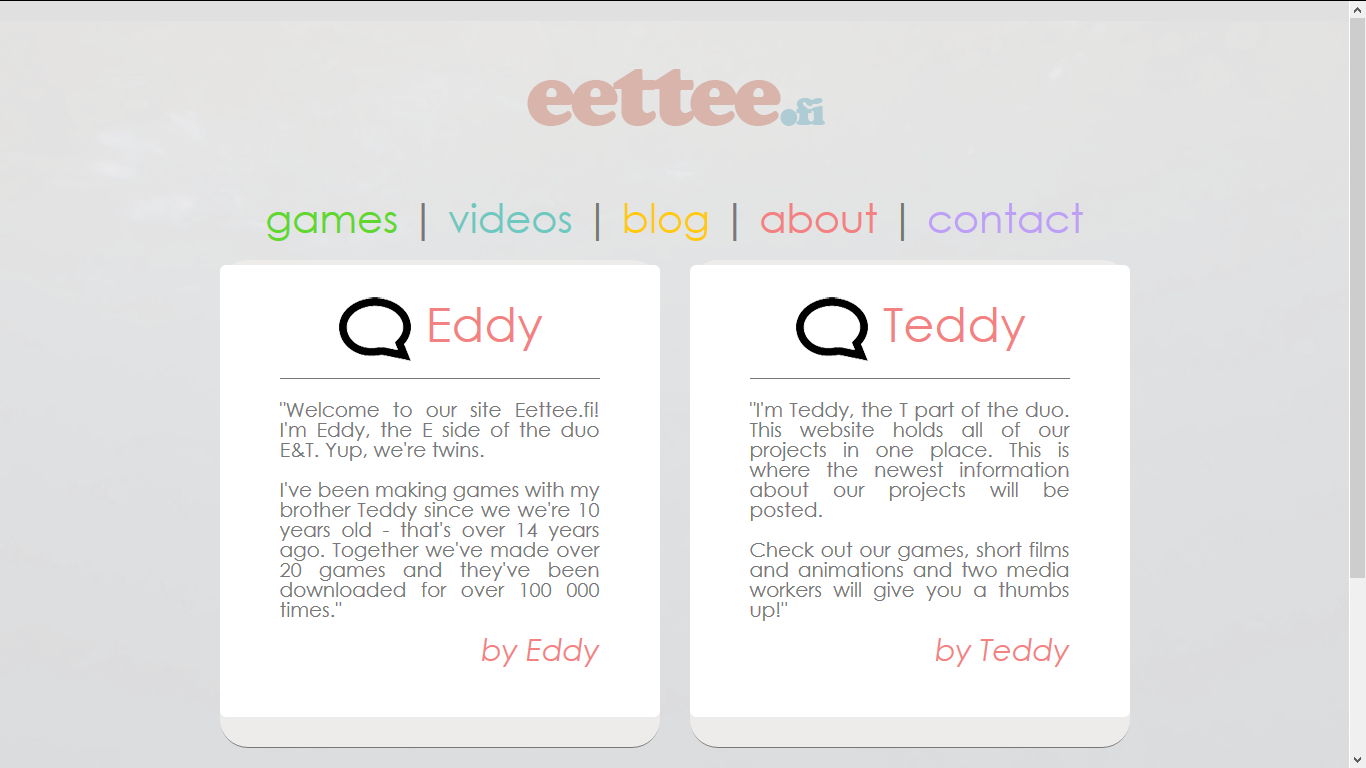 eettee.fi
games | videos | blog | about | contact
Eddy
"Welcome to our site Eettee.fi!
I'm Eddy, the E side of the duo
E&T. Yup, we're twins.
I've been making games with my
brother Teddy since we we're 10
years old - that's over 14 years
ago. Together we've made over
20 games and they've been
downloaded for over 100 000
times."
by Eddy
Teddy
"I'm Teddy, the T part of the duo.
This website holds all of our
projects in one place. This is
where the newest information
about our projects will be
posted.
Check out our games, short films
and animations and two media
workers will give you a thumbs
up!"
by Teddy